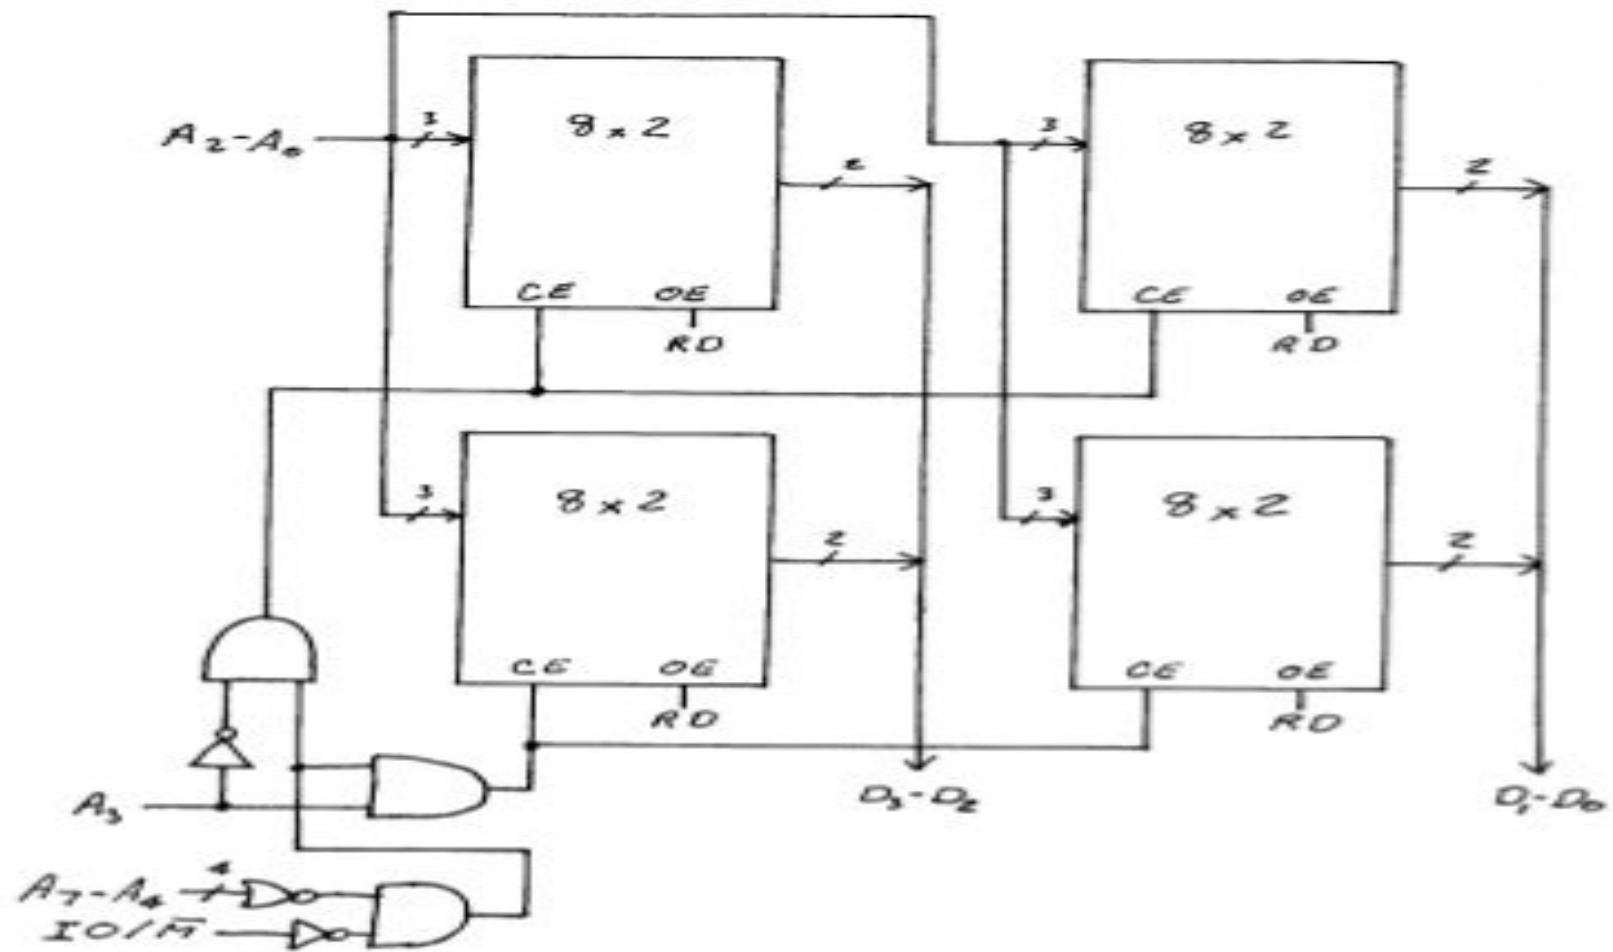 3
8x2
3
8x2
A₂-A₀
2
2
CE OE
CE OE
RD
RD
3
8x2
3
8x2
2
2
CE OE
CE OE
RD
RD
A₃
D₃-D₂
D₁-D₀
4
A₇-A₄
IO/M̅